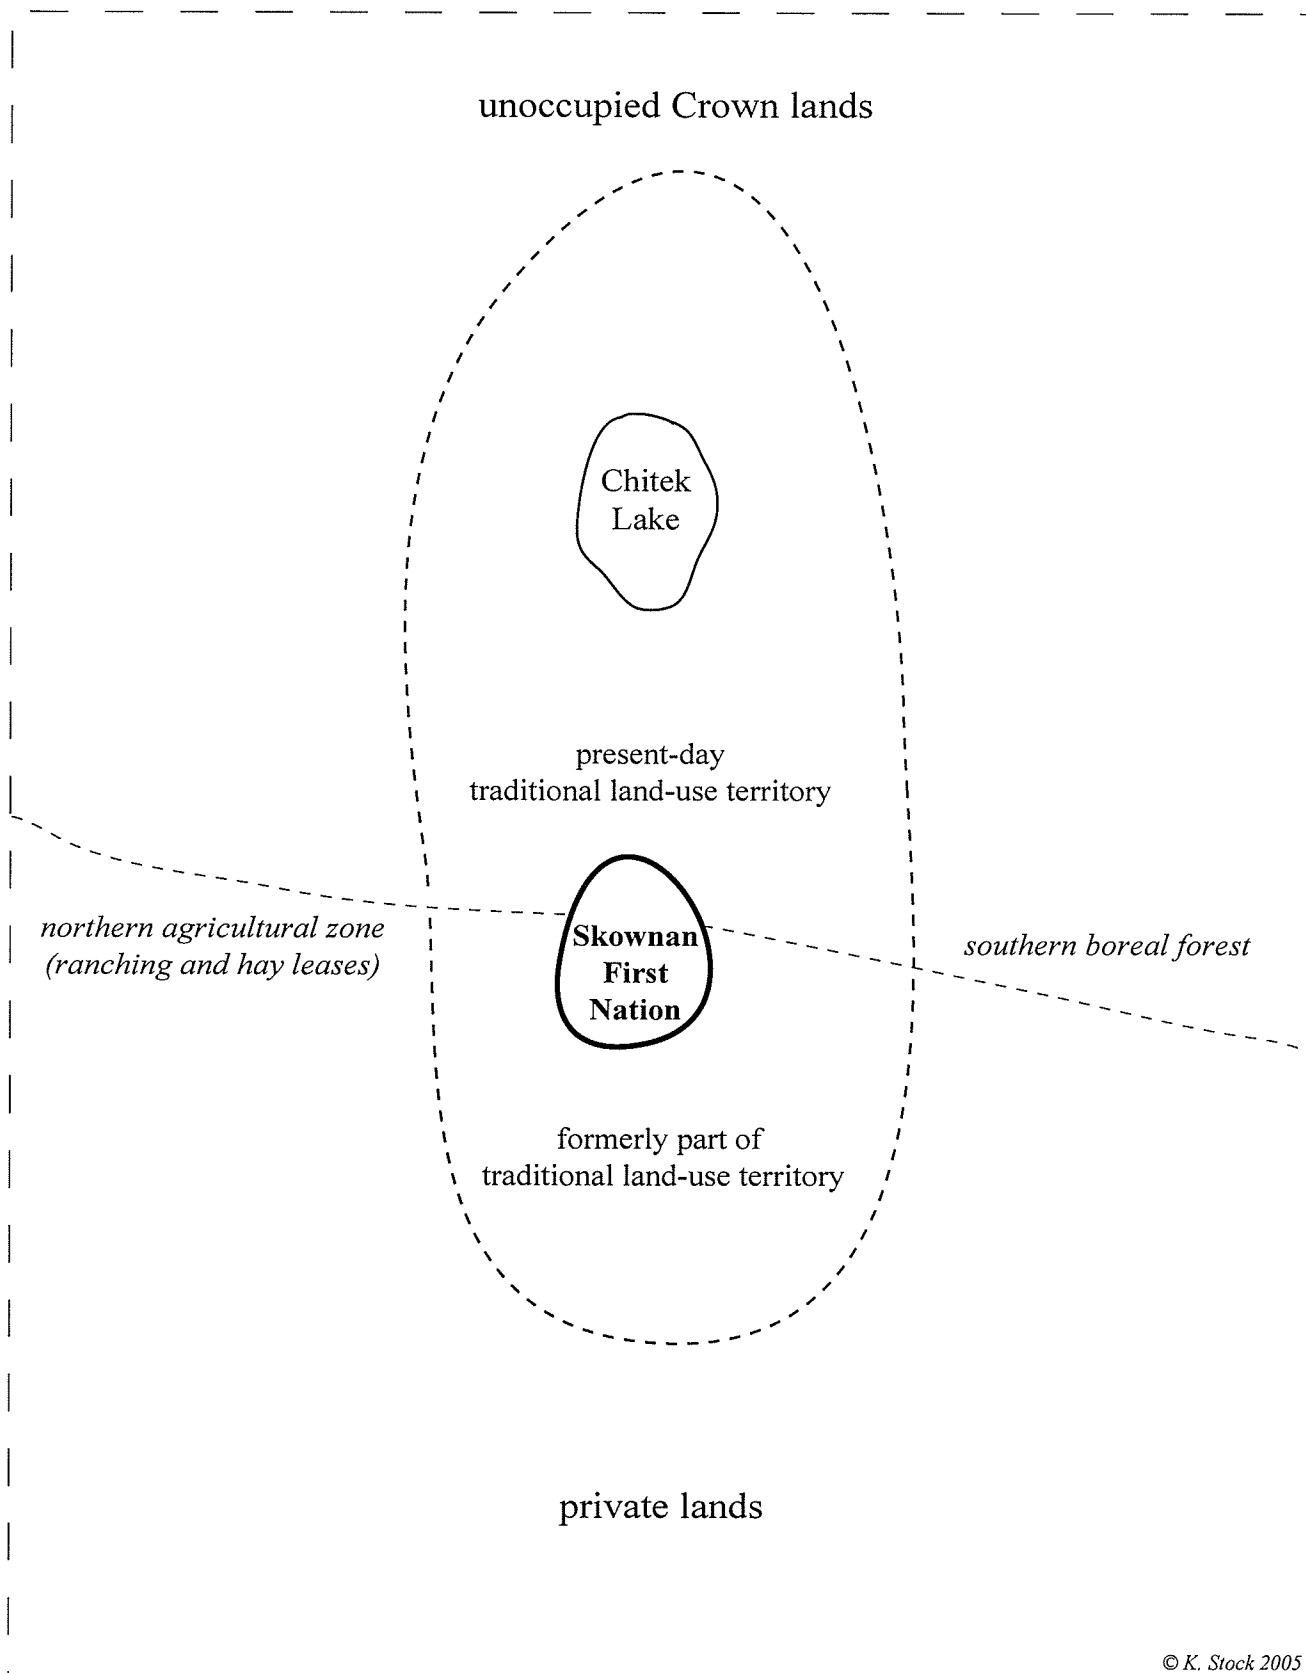 unoccupied Crown lands
Chitek
Lake
present-day
traditional land-use territory
northern agricultural zone
(ranching and hay leases)
Skownan
First
Nation
southern boreal forest
formerly part of
traditional land-use territory
private lands
© K. Stock 2005